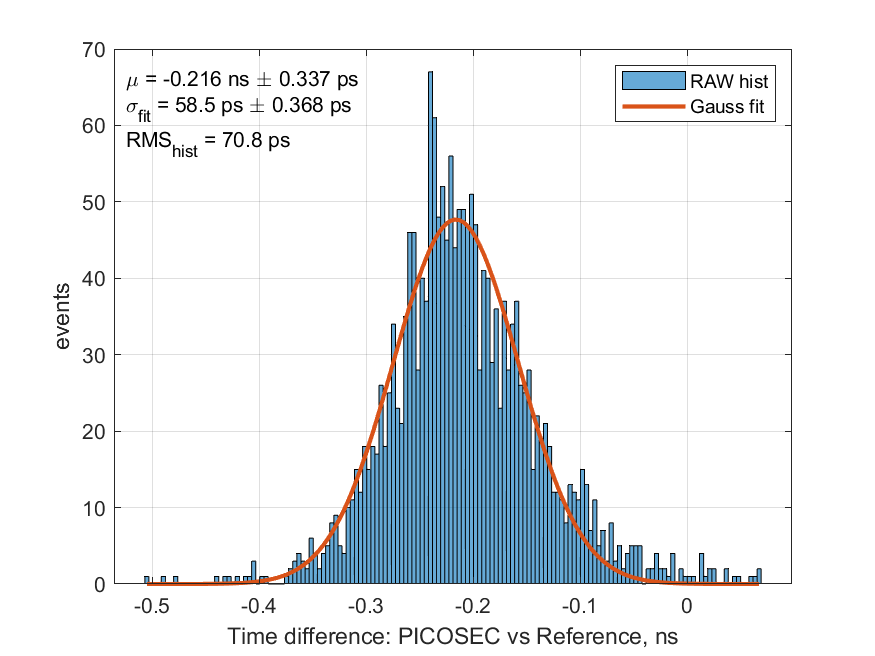 μ = -0.216 ns ± 0.337 ps
σfit = 58.5 ps ± 0.368 ps
RMShist = 70.8 ps
RAW hist
Gauss fit
70
60
50
40
30
20
10
0
events
-0.5 -0.4 -0.3 -0.2 -0.1 0
Time difference: PICOSEC vs Reference, ns